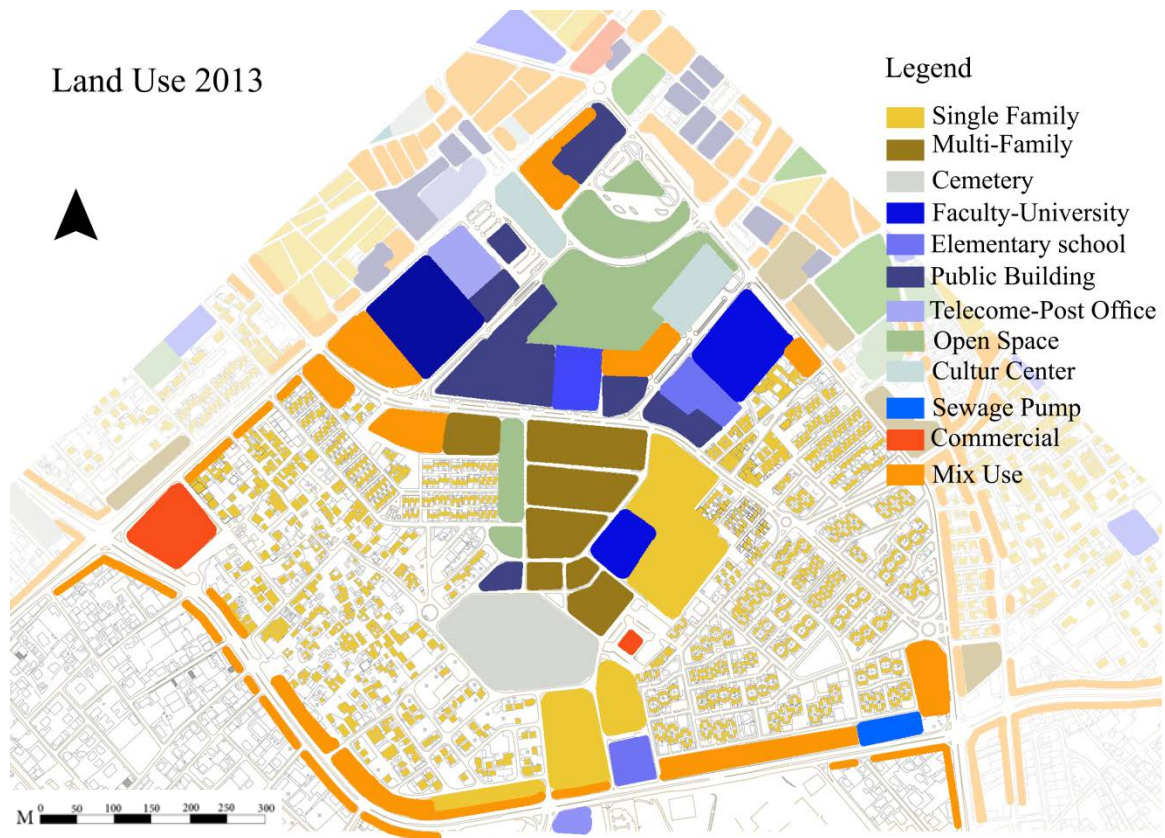 Land Use 2013
Legend
Single Family
Multi-Family
Cemetery
Faculty-University
Elementary school
Public Building
Telecome-Post Office
Open Space
Cultur Center
Sewage Pump
Commercial
Mix Use
M 0 50 100 150 200 250 300